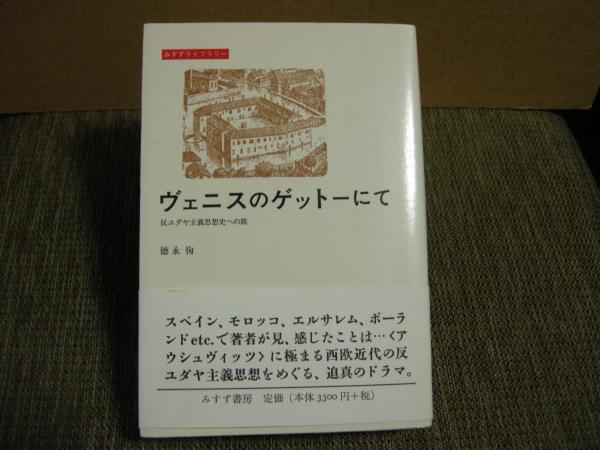 みすずライブラリー
ヴェニスのゲットーにて
反ユダヤ主義思想史への旅
徳永恂
スペイン、モロッコ、エルサレム、ポーラ
ンドetc.で著者が見、感じたことは…〈ア
ウシュヴィッツ〉に極まる西欧近代の反
ユダヤ主義思想をめぐる、迫真のドラマ。
みすず書房 定価（本体3300円+税）